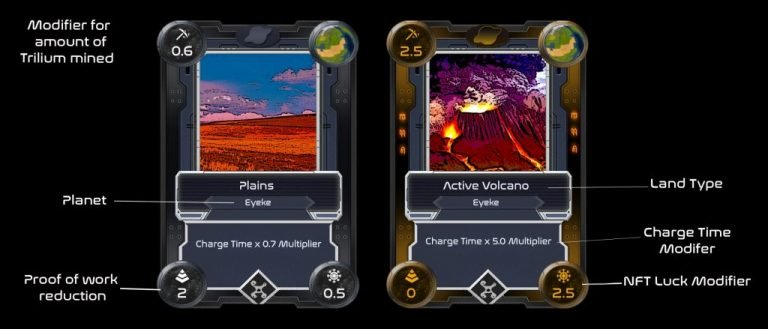 Modifier for
amount of
Trilium mined
0.6
Plains
Eyeke
Charge Time x 0.7 Multiplier
2
0.5
Planet
Proof of work
reduction
2.5
Active Volcano
Eyeke
Charge Time x 5.0 Multiplier
0
2.5
Land Type
Charge Time
Modifer
NFT Luck Modifier